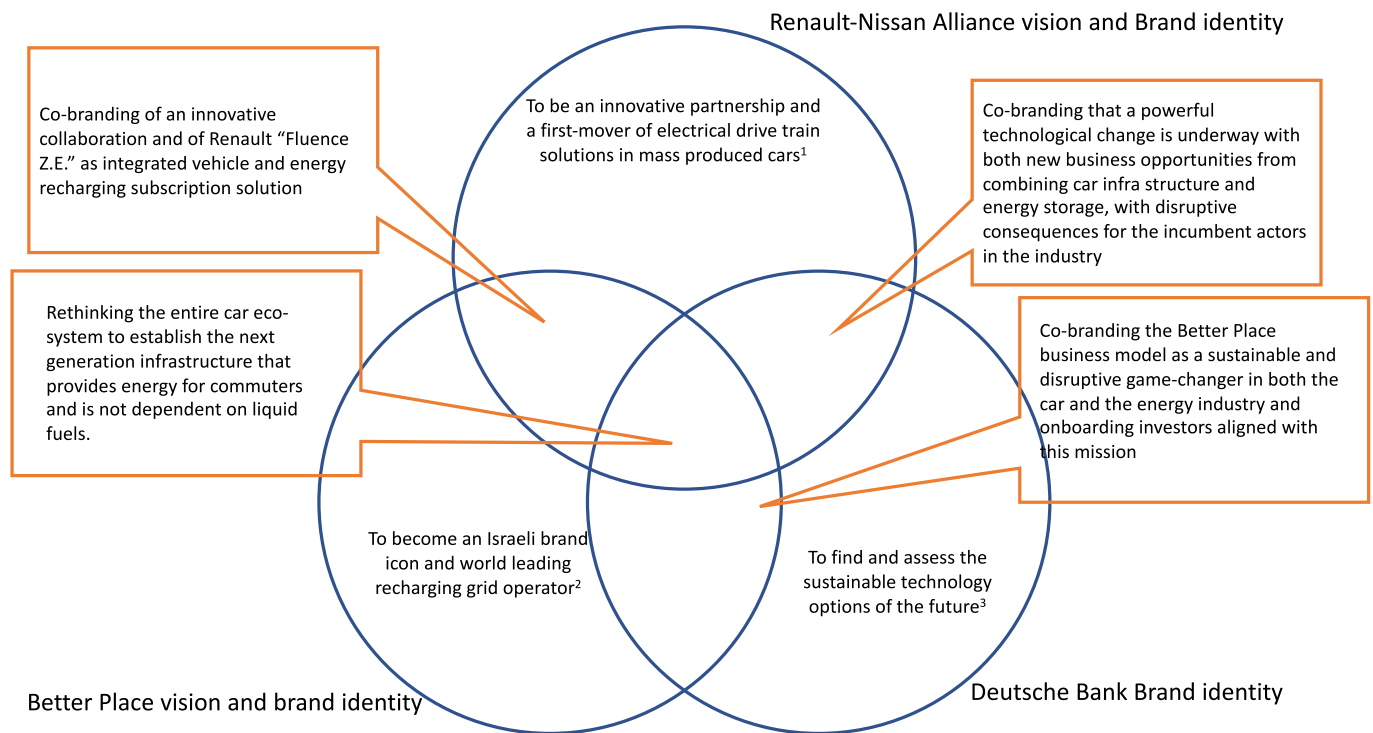 Renault-Nissan Alliance vision and Brand identity
Co-branding of an innovative
collaboration and of Renault “Fluence
Z.E.” as integrated vehicle and energy
recharging subscription solution
To be an innovative partnership and
a first-mover of electrical drive train
solutions in mass produced cars¹
Co-branding that a powerful
technological change is underway with
both new business opportunities from
combining car infra structure and
energy storage, with disruptive
consequences for the incumbent actors
in the industry
Rethinking the entire car eco-
system to establish the next
generation infrastructure that
provides energy for commuters
and is not dependent on liquid
fuels.
Co-branding the Better Place
business model as a sustainable and
disruptive game-changer in both the
car and the energy industry and
onboarding investors aligned with
this mission
To become an Israeli brand
icon and world leading
recharging grid operator²
To find and assess the
sustainable technology
options of the future³
Better Place vision and brand identity
Deutsche Bank Brand identity